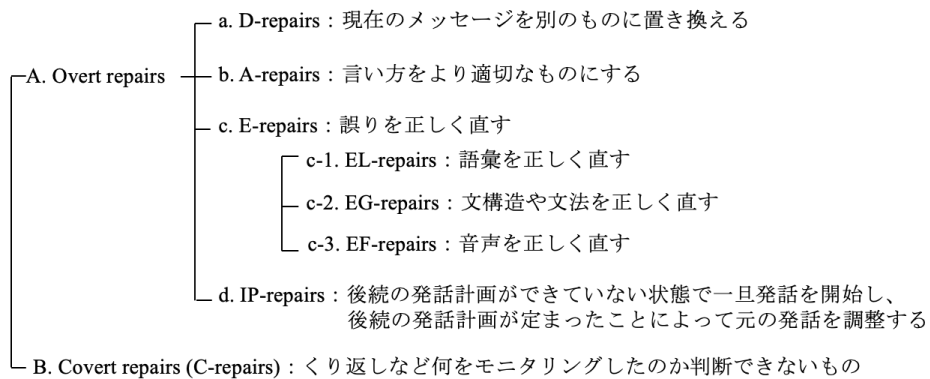 a. D-repairs：現在のメッセージを別のものに置き換える
A. Overt repairs
b. A-repairs：言い方をより適切なものにする
c. E-repairs：誤りを正しく直す
c-1. EL-repairs：語彙を正しく直す
c-2. EG-repairs：文構造や文法を正しく直す
c-3. EF-repairs：音声を正しく直す
d. IP-repairs：後続の発話計画ができていない状態で一旦発話を開始し、
後続の発話計画が定まったことによって元の発話を調整する
B. Covert repairs (C-repairs)：くり返しなど何をモニタリングしたのか判断できないもの